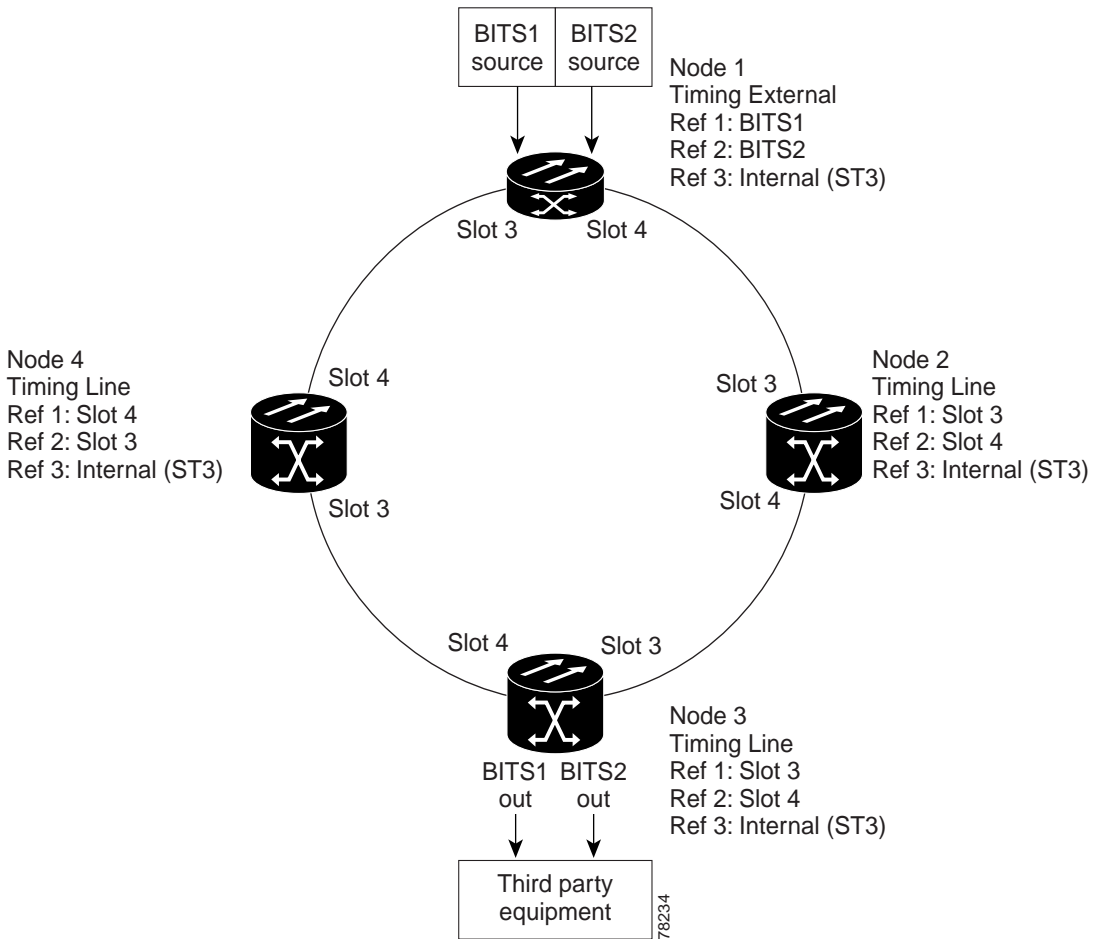 BITS1 source
BITS2 source
Node 1
Timing External
Ref 1: BITS1
Ref 2: BITS2
Ref 3: Internal (ST3)
Slot 3
Slot 4
Node 4
Timing Line
Ref 1: Slot 4
Ref 2: Slot 3
Ref 3: Internal (ST3)
Slot 4
Slot 3
Slot 3
Slot 4
Node 2
Timing Line
Ref 1: Slot 3
Ref 2: Slot 4
Ref 3: Internal (ST3)
Slot 4
Slot 3
Node 3
Timing Line
Ref 1: Slot 3
Ref 2: Slot 4
Ref 3: Internal (ST3)
BITS1 out
BITS2 out
Third party
equipment
78234